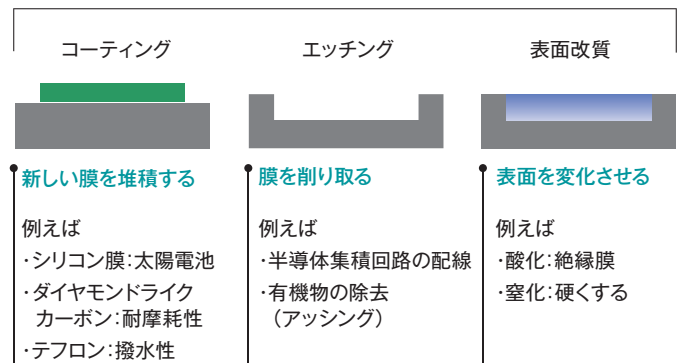 コーティング
エッチング
表面改質
新しい膜を堆積する
例えば
・シリコン膜：太陽電池
・ダイヤモンドライク
カーボン：耐摩耗性
・テフロン：撥水性
膜を削り取る
例えば
・半導体集積回路の配線
・有機物の除去
（アッシング）
表面を変化させる
例えば
・酸化：絶縁膜
・窒化：硬くする